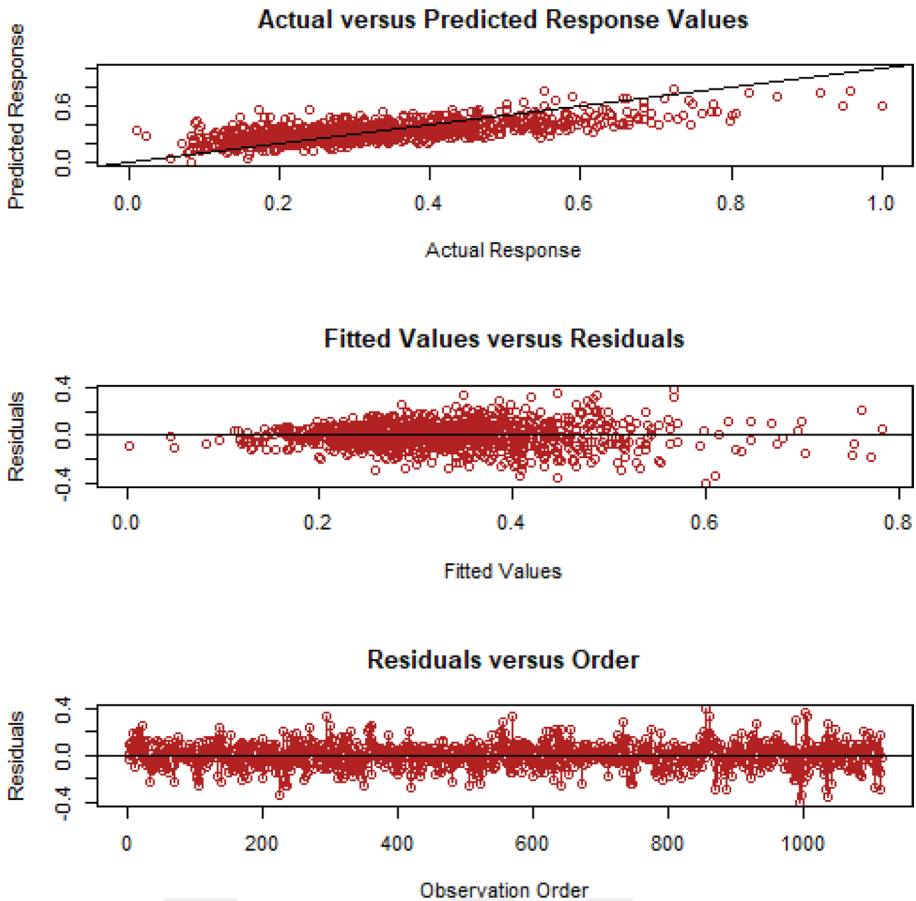 Actual versus Predicted Response Values
Predicted Response
0.6
0.0
0.0 0.2 0.4 0.6 0.8 1.0
Actual Response
Fitted Values versus Residuals
Residuals
0.4
0.0
-0.4
0.0 0.2 0.4 0.6 0.8
Fitted Values
Residuals versus Order
Residuals
0.4
0.0
-0.4
0 200 400 600 800 1000
Observation Order